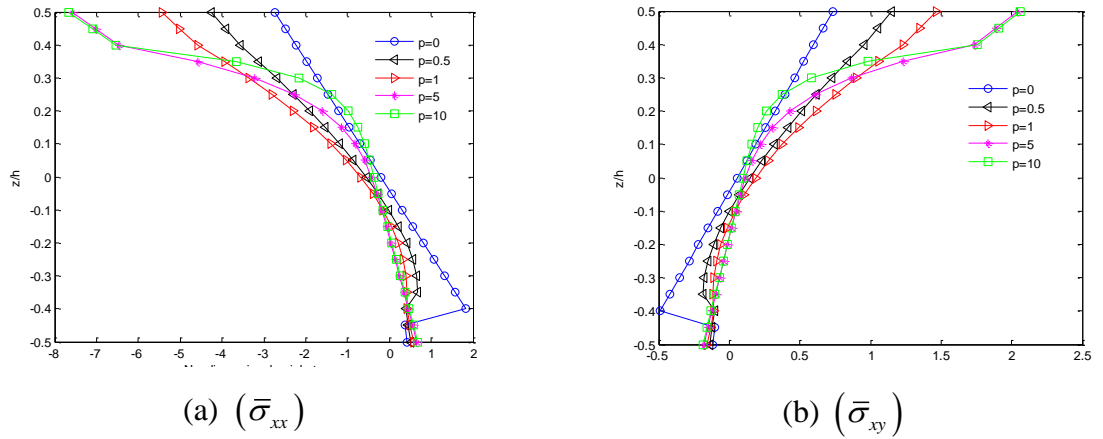 z/h
0.5
0.4
0.3
0.2
0.1
0
-0.1
-0.2
-0.3
-0.4
-0.5
-8 -7 -6 -5 -4 -3 -2 -1 0 1 2
p=0
p=0.5
p=1
p=5
p=10
(a) (σ̄xx)
z/h
0.5
0.4
0.3
0.2
0.1
0
-0.1
-0.2
-0.3
-0.4
-0.5
-0.5 0 0.5 1 1.5 2 2.5
p=0
p=0.5
p=1
p=5
p=10
(b) (σ̄xy)